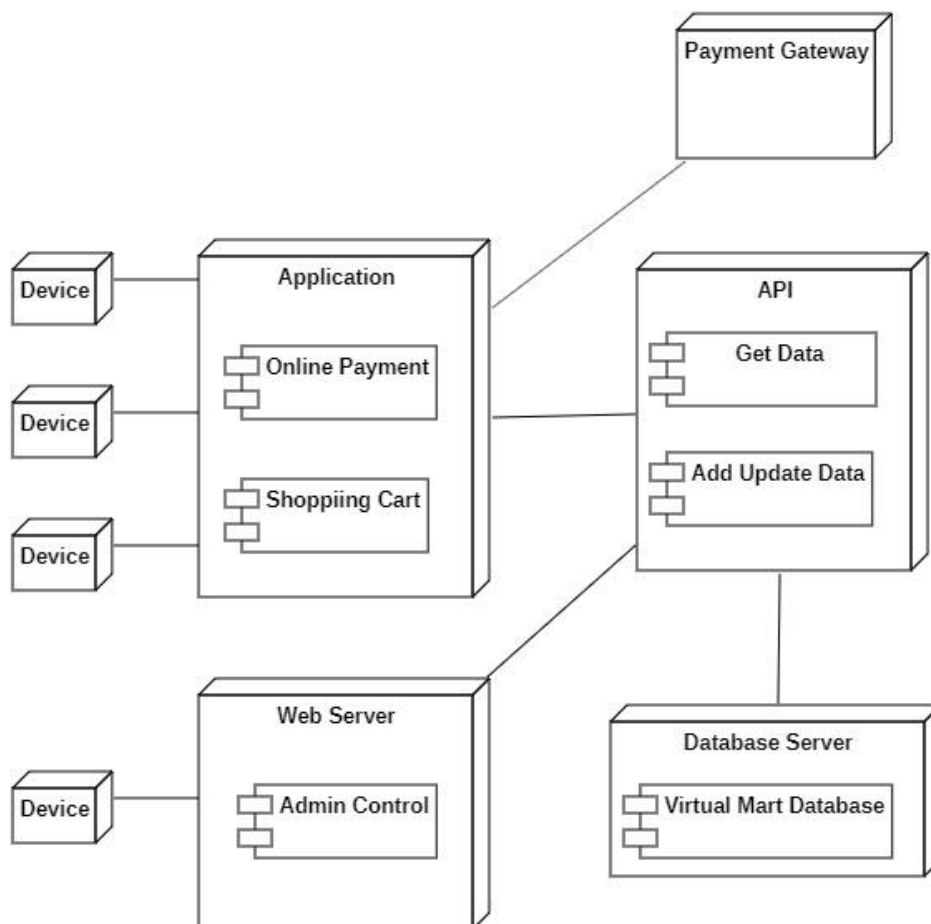 Payment Gateway
Device
Application
API
Online Payment
Get Data
Device
Shoppiing Cart
Add Update Data
Device
Web Server
Database Server
Device
Admin Control
Virtual Mart Database